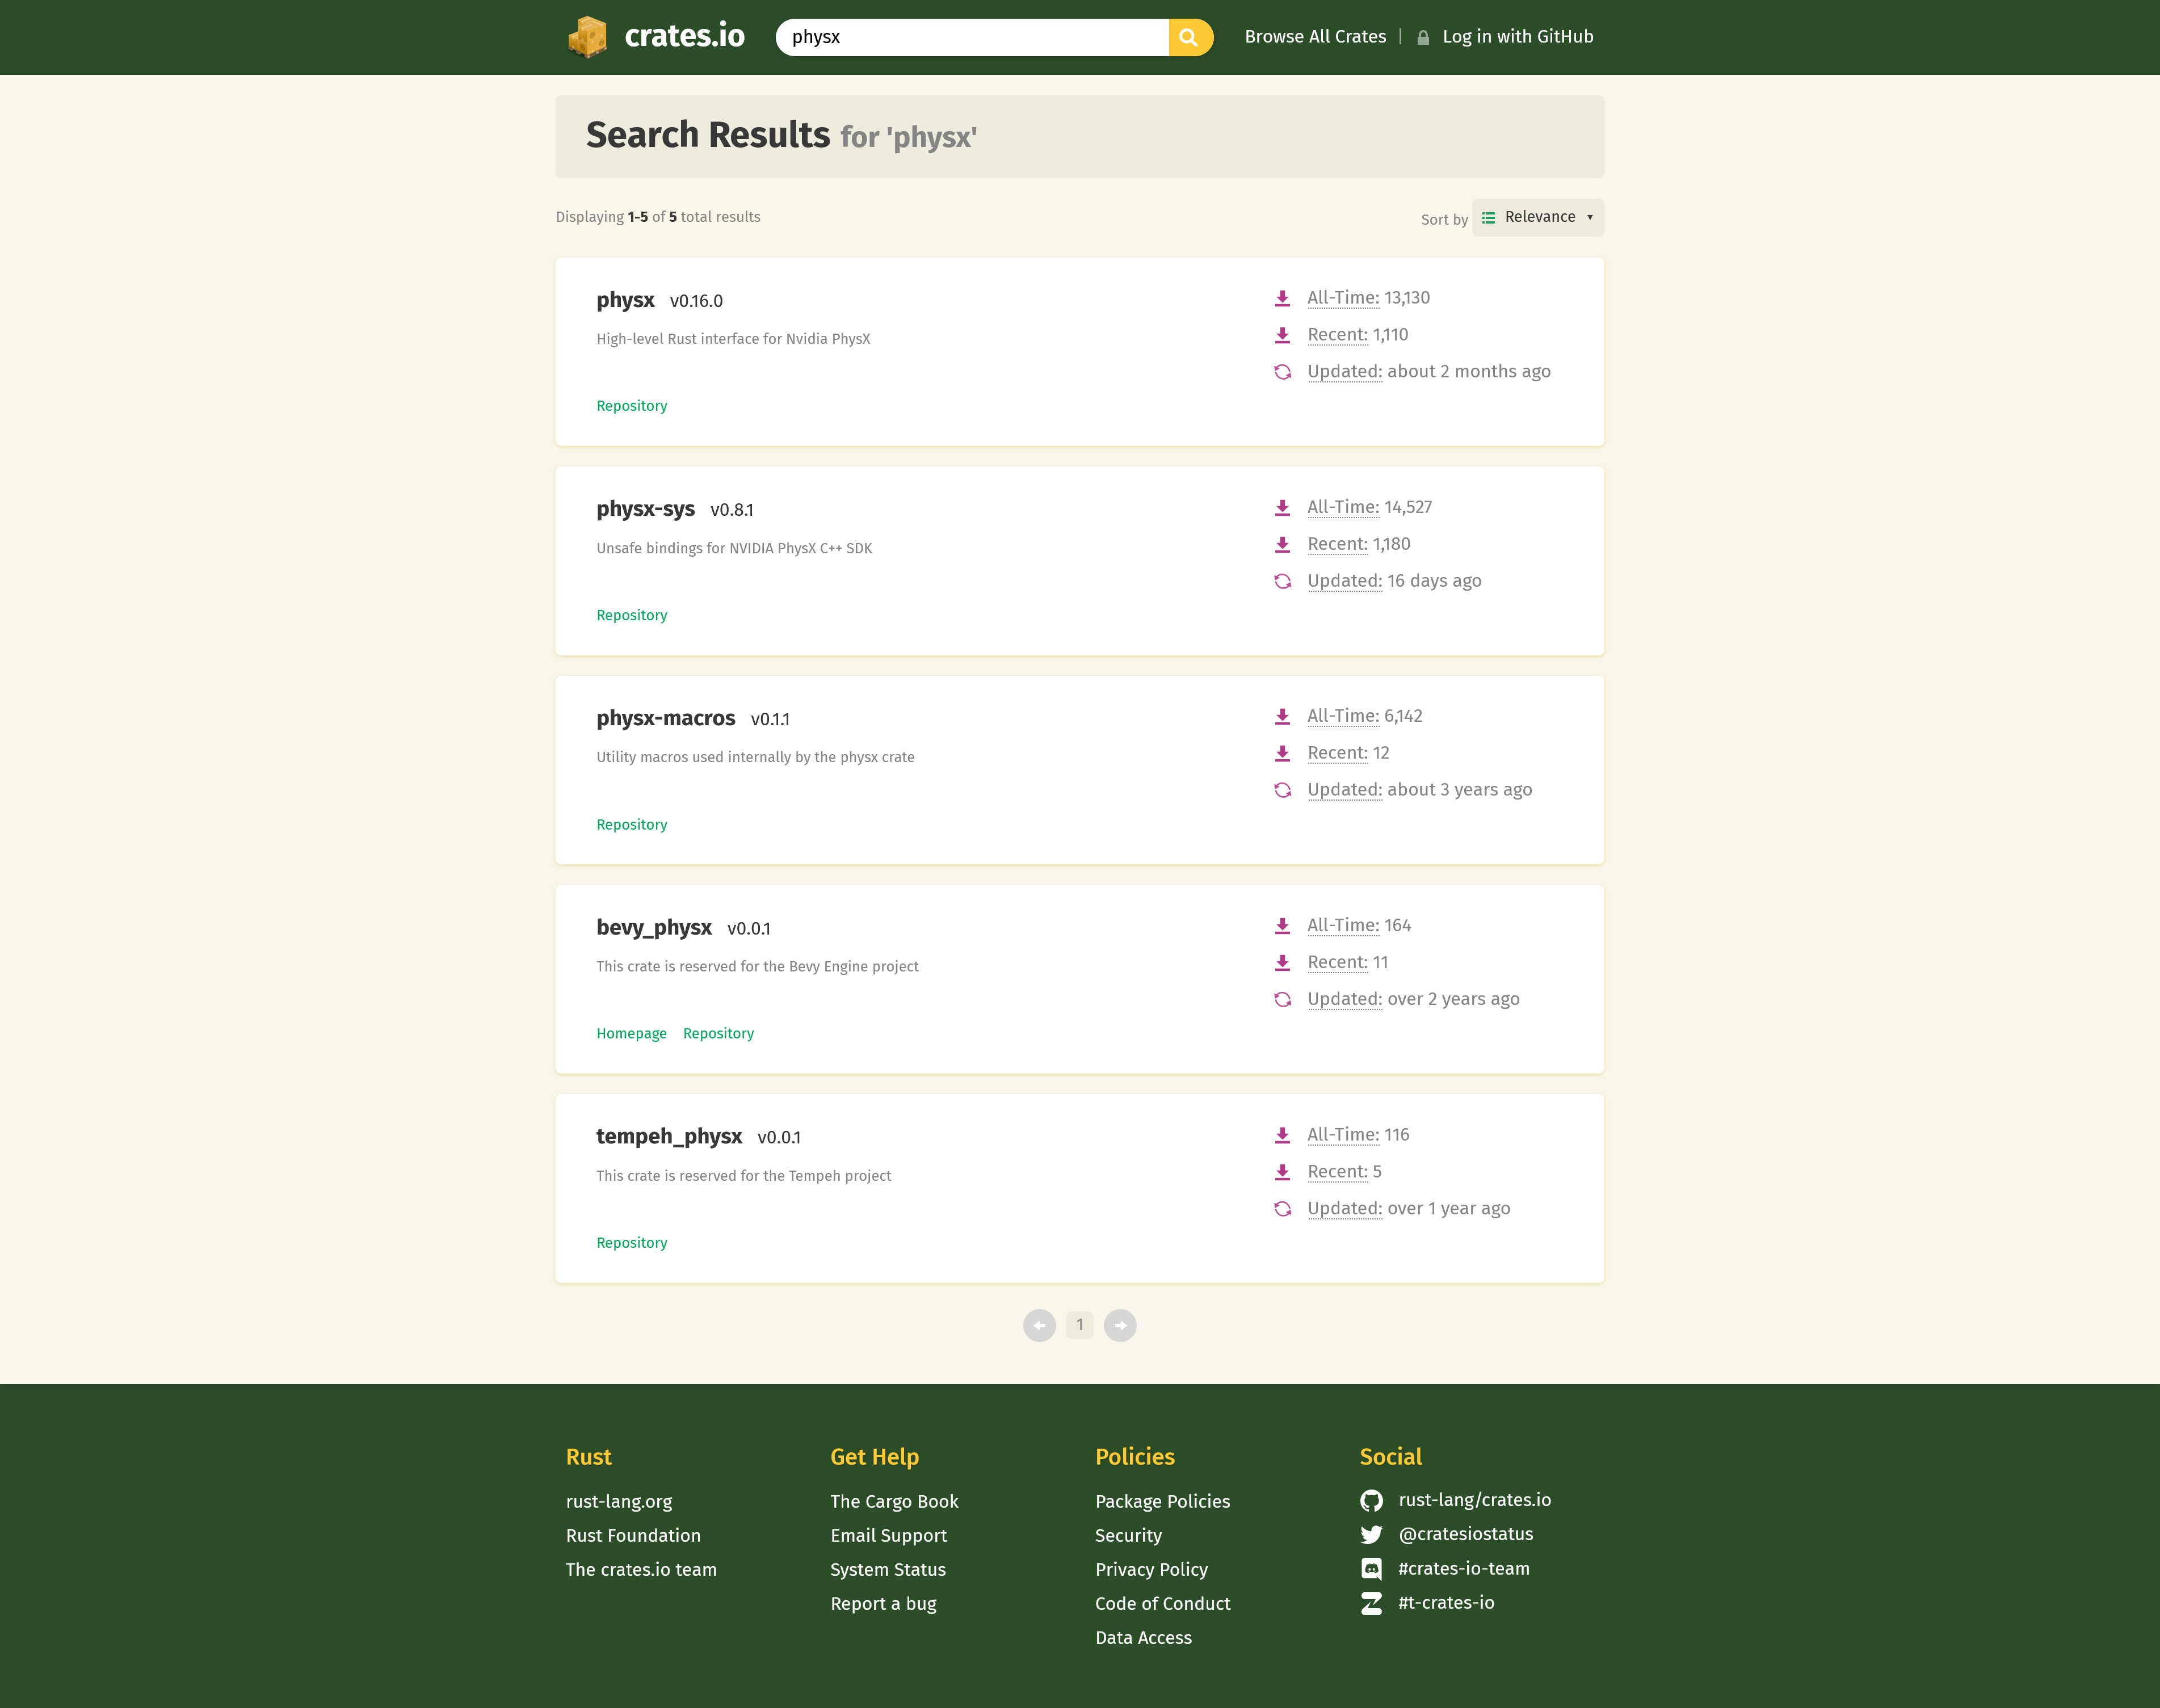 crates.io
physx
Browse All Crates | Log in with GitHub
Search Results for 'physx'
Displaying 1-5 of 5 total results
Sort by Relevance
physx v0.16.0
High-level Rust interface for Nvidia PhysX
Repository
All-Time: 13,130
Recent: 1,110
Updated: about 2 months ago
physx-sys v0.8.1
Unsafe bindings for NVIDIA PhysX C++ SDK
Repository
All-Time: 14,527
Recent: 1,180
Updated: 16 days ago
physx-macros v0.1.1
Utility macros used internally by the physx crate
Repository
All-Time: 6,142
Recent: 12
Updated: about 3 years ago
bevy_physx v0.0.1
This crate is reserved for the Bevy Engine project
Homepage Repository
All-Time: 164
Recent: 11
Updated: over 2 years ago
tempeh_physx v0.0.1
This crate is reserved for the Tempeh project
Repository
All-Time: 116
Recent: 5
Updated: over 1 year ago
1
Rust
rust-lang.org
Rust Foundation
The crates.io team
Get Help
The Cargo Book
Email Support
System Status
Report a bug
Policies
Package Policies
Security
Privacy Policy
Code of Conduct
Data Access
Social
rust-lang/crates.io
@cratesiostatus
#crates-io-team
#t-crates-io